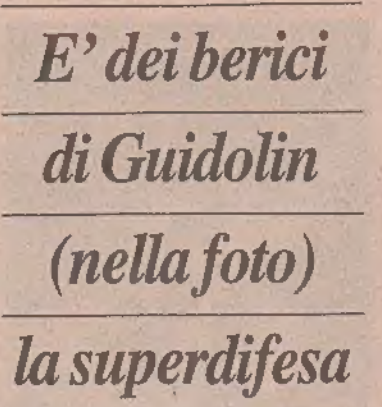 E' dei berici
di Guidolin
(nella foto)
la superdifesa